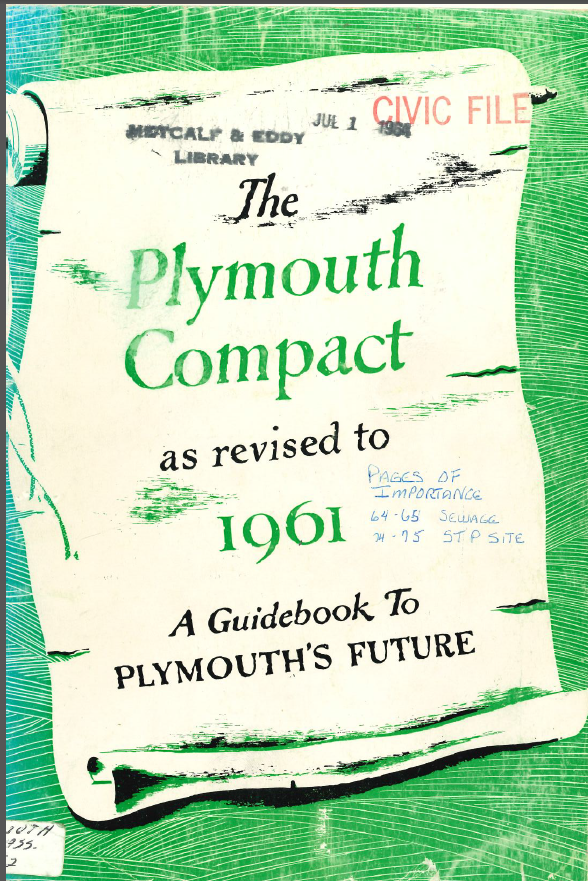 CIVIC FILE
JUL 1 1964
METCALF & EDDY
LIBRARY
The
Plymouth
Compact
as revised to
1961
PAGES OF
IMPORTANCE
64-65 SEWAGE
74-75 STP SITE
A Guidebook To
PLYMOUTH'S FUTURE